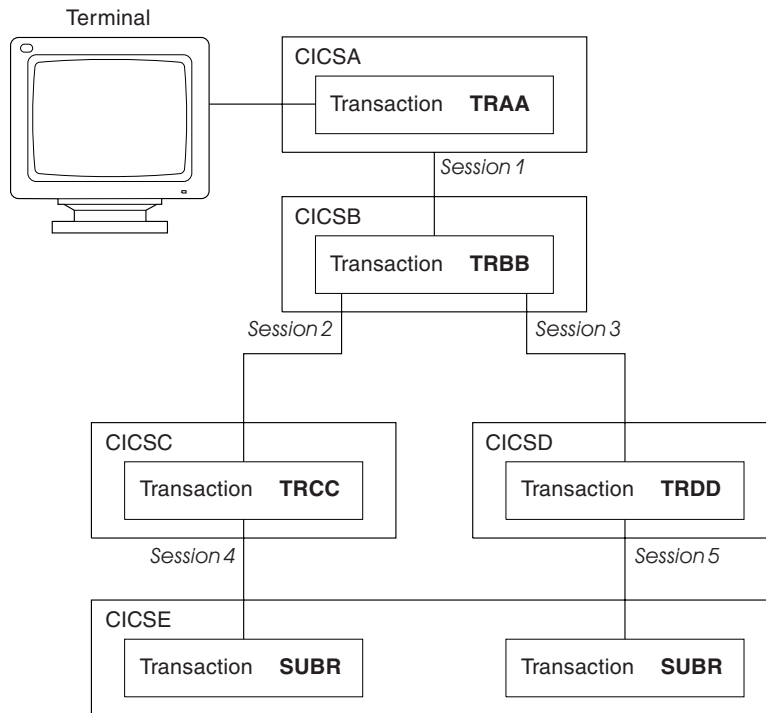 Terminal
CICSA
Transaction TRAA
Session 1
CICSB
Transaction TRBB
Session 2
Session 3
CICSC
CICSD
Transaction TRCC
Transaction TRDD
Session 4
Session 5
CICSE
Transaction SUBR
Transaction SUBR